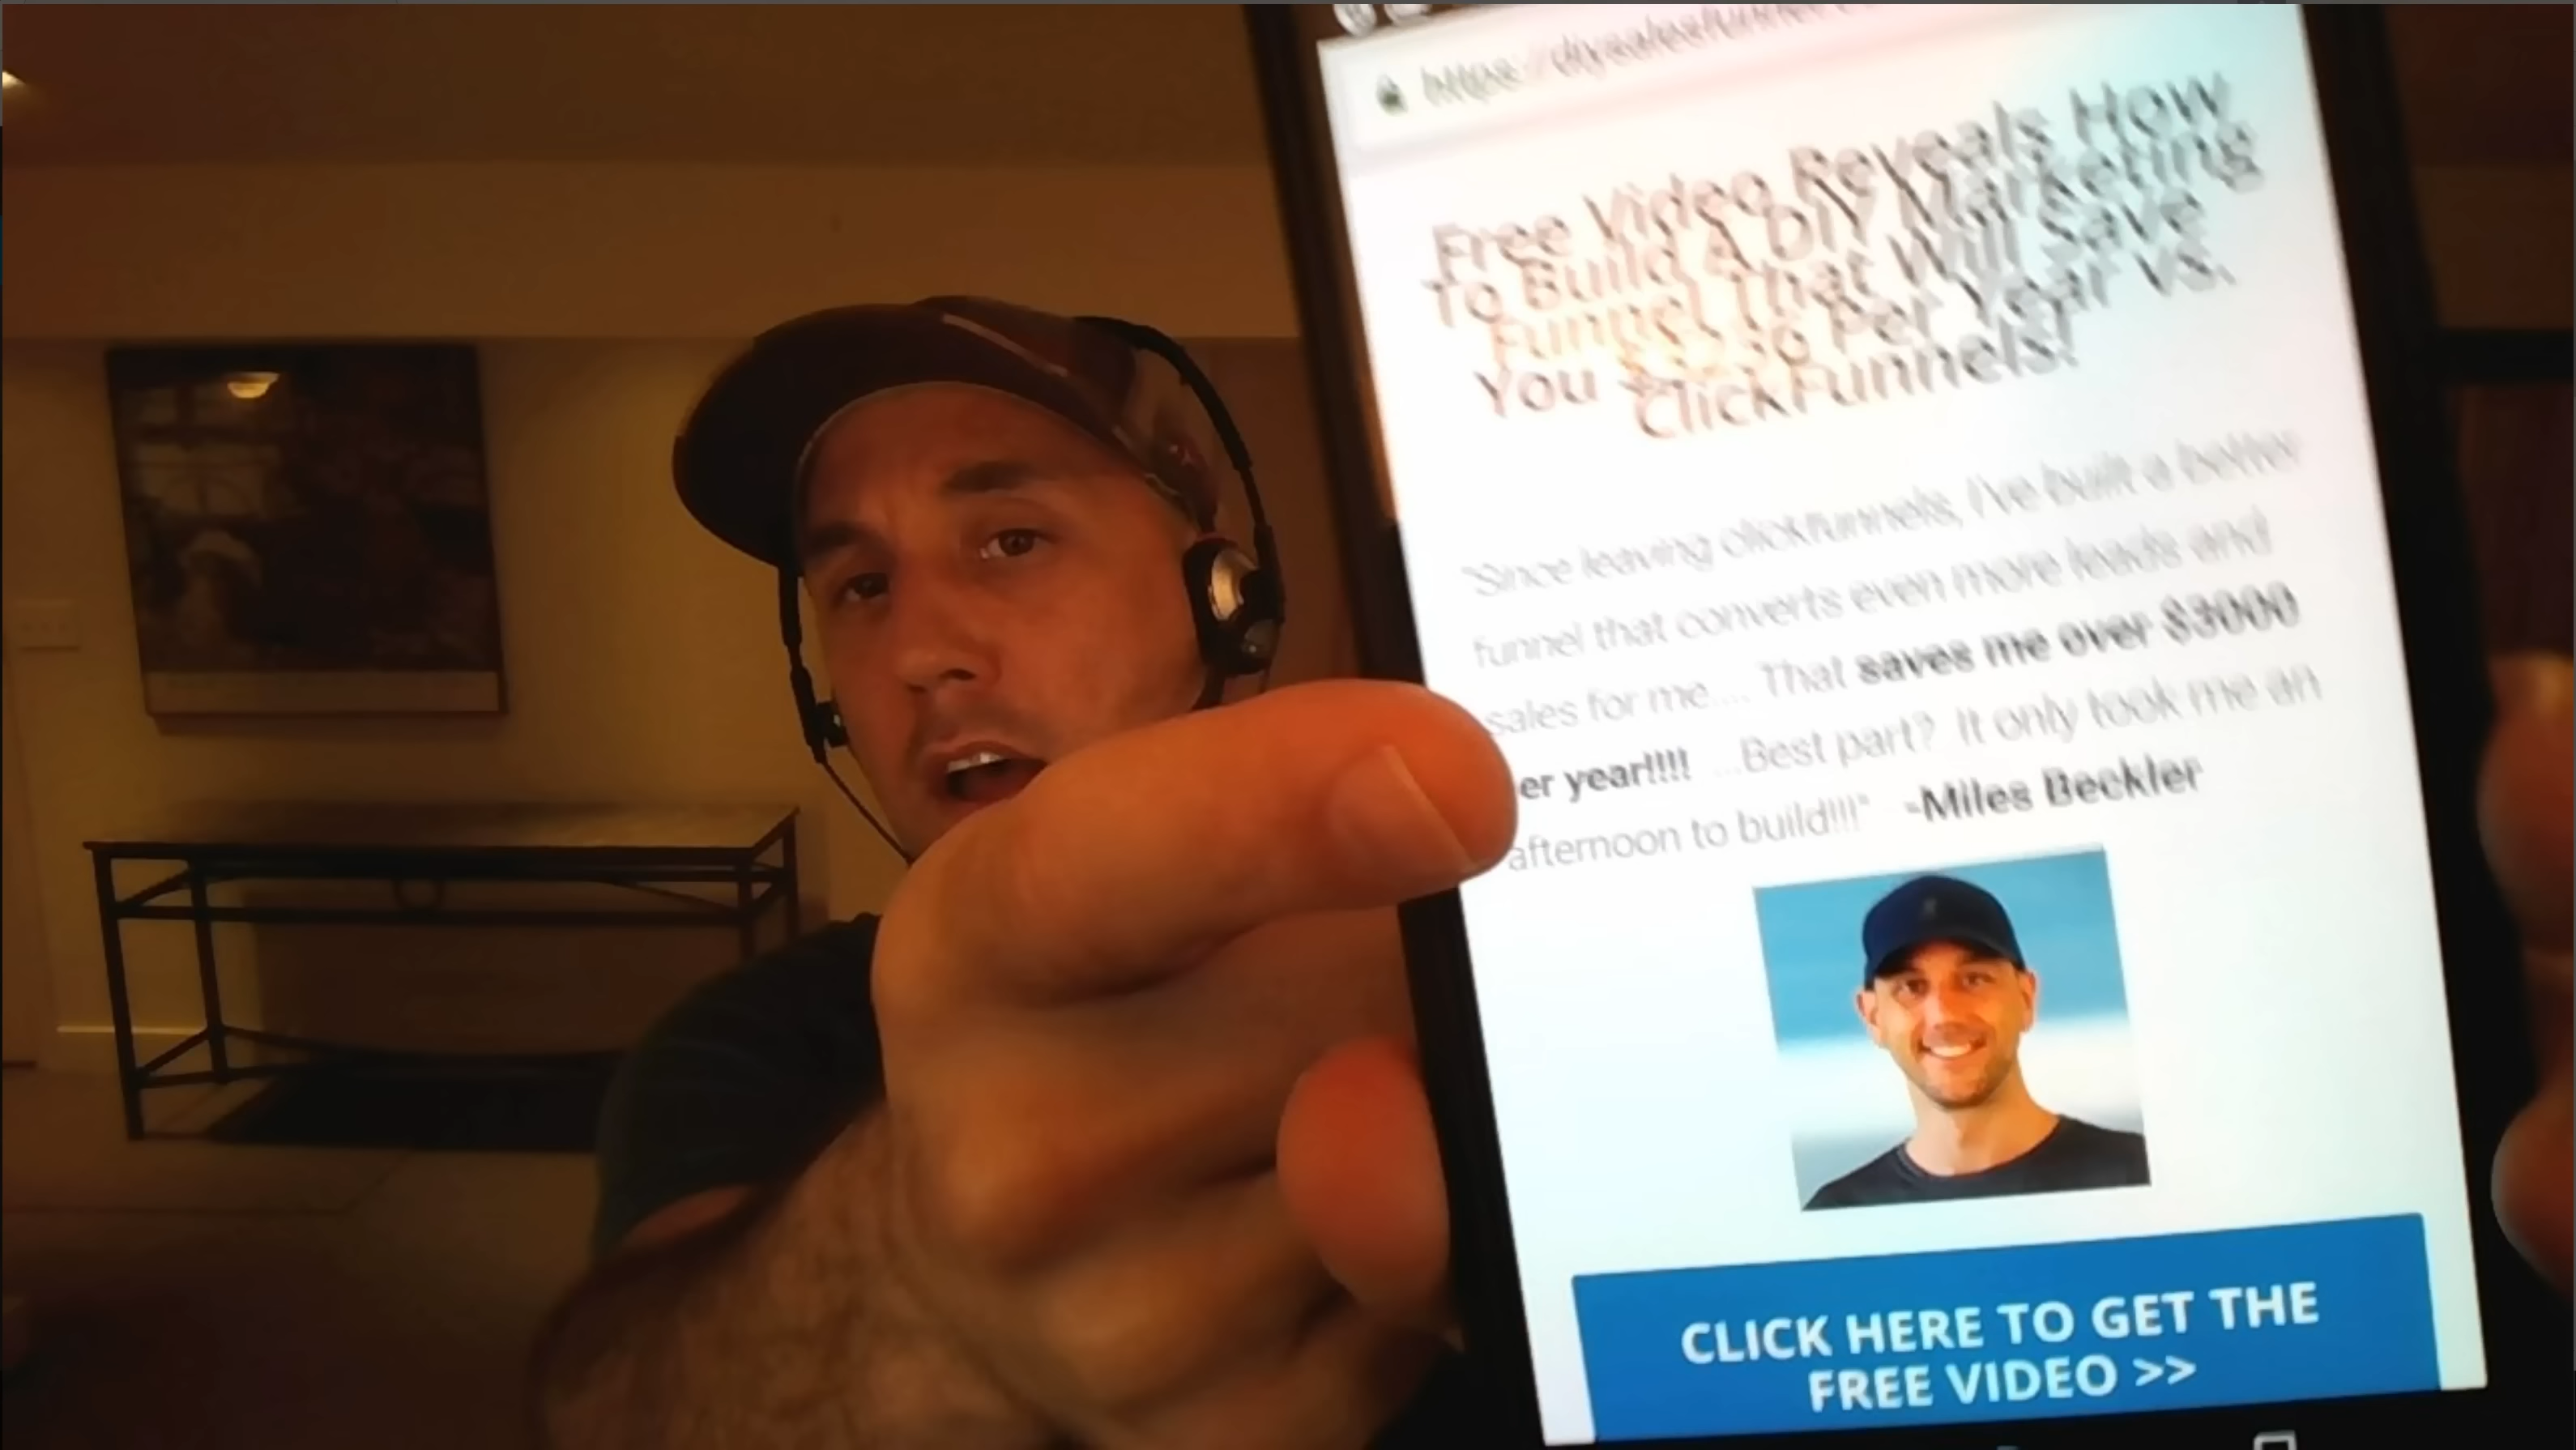 https://diysalesfunnel
Free Video Reveals How
To Build A DIY Marketing
Funnel That Will Save
You Per Year vs.
ClickFunnels!
"Since leaving clickfunnels, I've built a better
funnel that converts even more leads and
sales for me.... That saves me over $3000
er year!!!! ...Best part? It only took me an
afternoon to build!!!" -Miles Beckler
CLICK HERE TO GET THE
FREE VIDEO >>